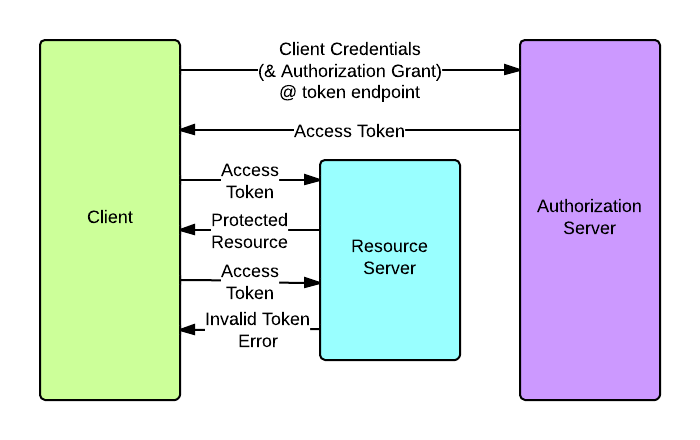 Client Credentials
(& Authorization Grant)
@ token endpoint
Access Token
Access
Token
Protected
Resource
Access
Token
Invalid Token
Error
Client
Resource
Server
Authorization
Server